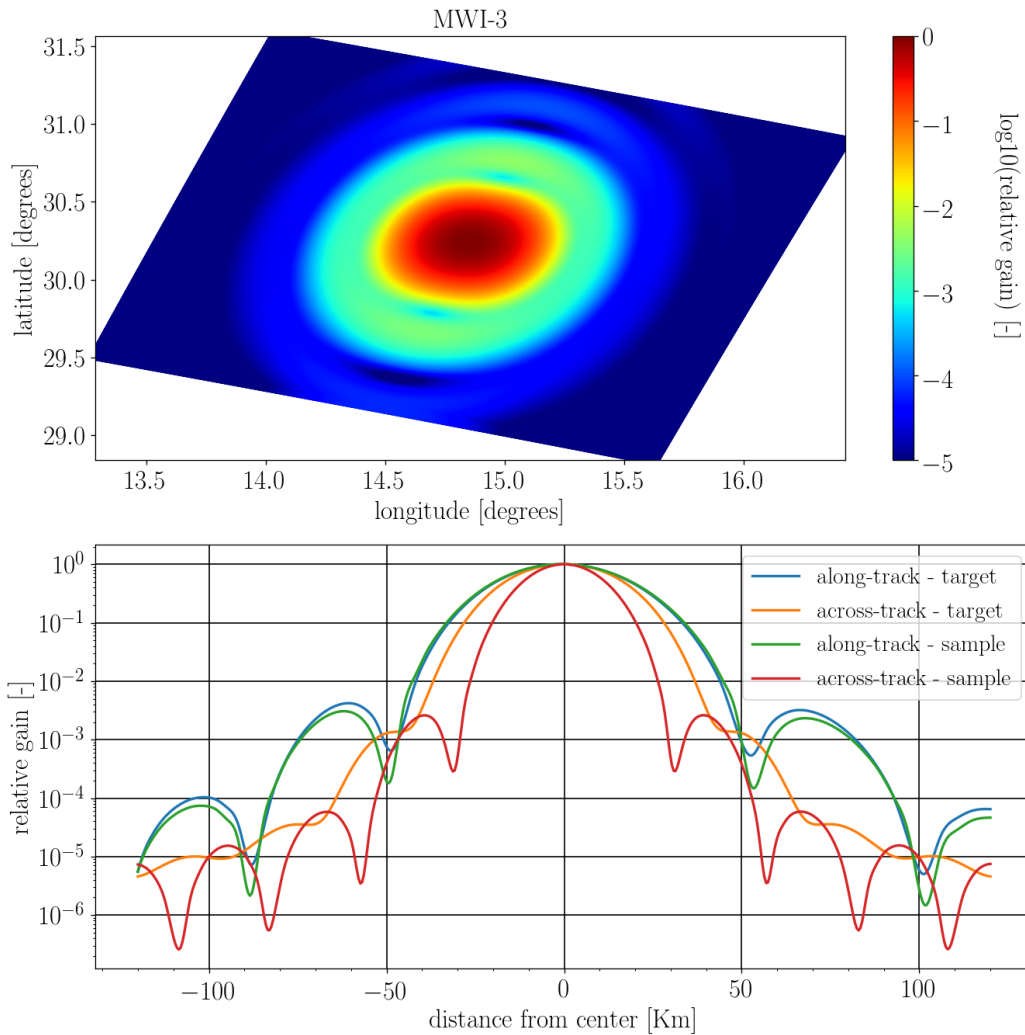 MWI-3
31.5
31.0
30.5
30.0
29.5
29.0
latitude [degrees]
13.5 14.0 14.5 15.0 15.5 16.0
longitude [degrees]
0
−1
−2
−3
−4
−5
log10(relative gain) [-]
10^0
10^−1
10^−2
10^−3
10^−4
10^−5
10^−6
relative gain [-]
along-track - target
across-track - target
along-track - sample
across-track - sample
−100 −50 0 50 100
distance from center [Km]